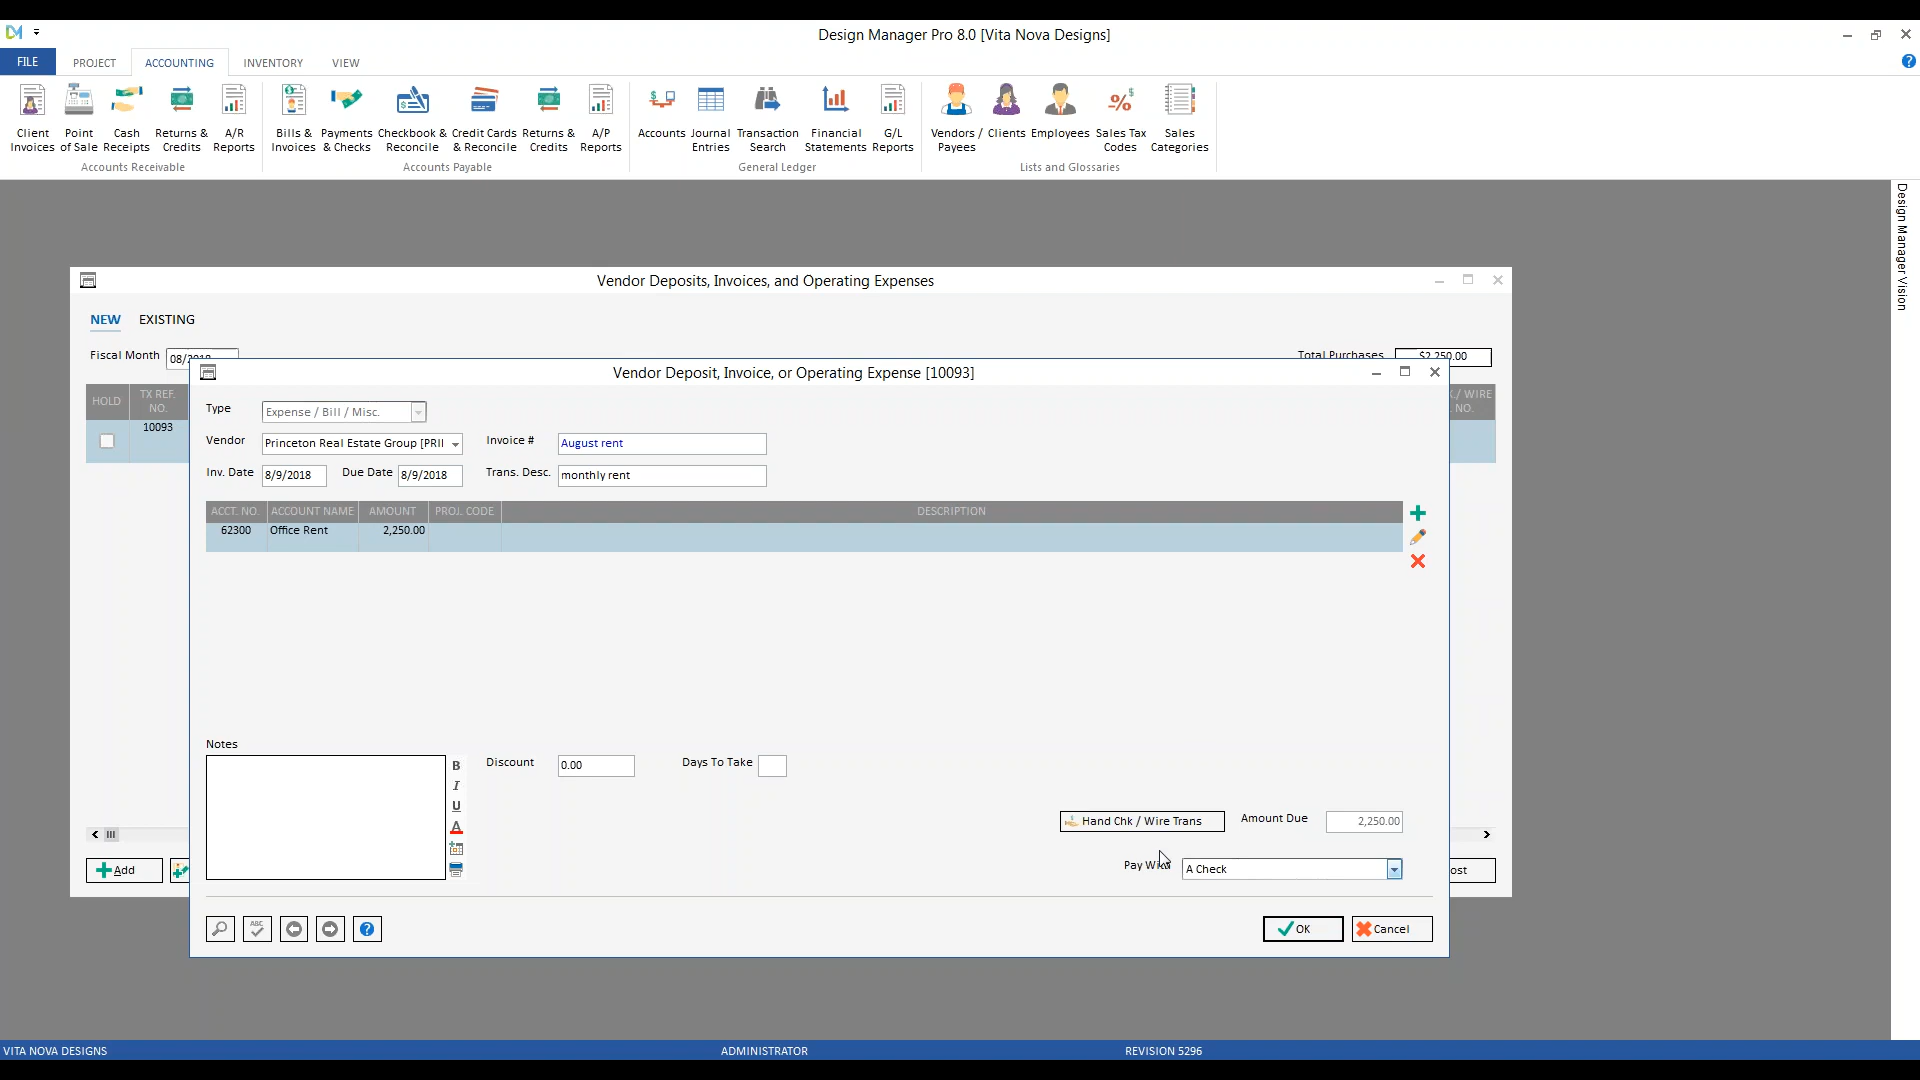 Design Manager Pro 8.0 [Vita Nova Designs]
FILE PROJECT ACCOUNTING INVENTORY VIEW
Client Invoices
Point of Sale
Cash Receipts
Returns & Credits
A/R Reports
Bills & Invoices
Payments & Checks
Checkbook & Reconcile
Credit Cards & Reconcile
Returns & Credits
A/P Reports
Accounts
Journal Entries
Transaction Search
Financial Statements
G/L Reports
Vendors / Payees
Clients
Employees
Sales Tax Codes
Sales Categories
Accounts Receivable
Accounts Payable
General Ledger
Lists and Glossaries
Design Manager Vision
Vendor Deposits, Invoices, and Operating Expenses
NEW EXISTING
Fiscal Month 08/2018
Total Purchases $2,250.00
HOLD
TX REF. NO.
/ WIRE
NO.
10093
Vendor Deposit, Invoice, or Operating Expense [10093]
Type Expense / Bill / Misc.
Vendor Princeton Real Estate Group [PRII
Invoice # August rent
Inv. Date 8/9/2018 Due Date 8/9/2018
Trans. Desc. monthly rent
ACCT. NO. ACCOUNT NAME AMOUNT PROJ. CODE DESCRIPTION
62300 Office Rent 2,250.00
Notes
Discount 0.00
Days To Take
B
I
U
A
ABC
Hand Chk / Wire Trans
Amount Due 2,250.00
Pay A Check
Add
ost
OK
Cancel
VITA NOVA DESIGNS ADMINISTRATOR REVISION 5296